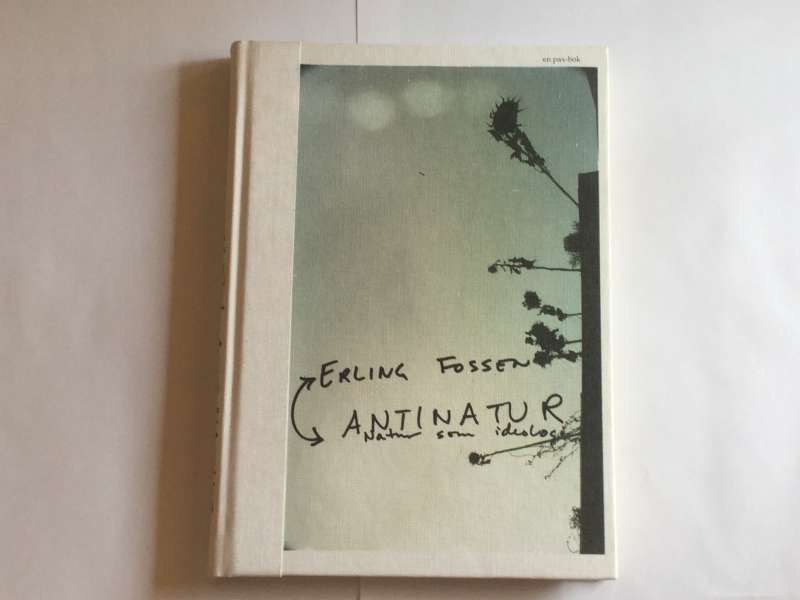 en pax-bok
ERLING FOSSEN
ANTINATUR
Natur som ideologi